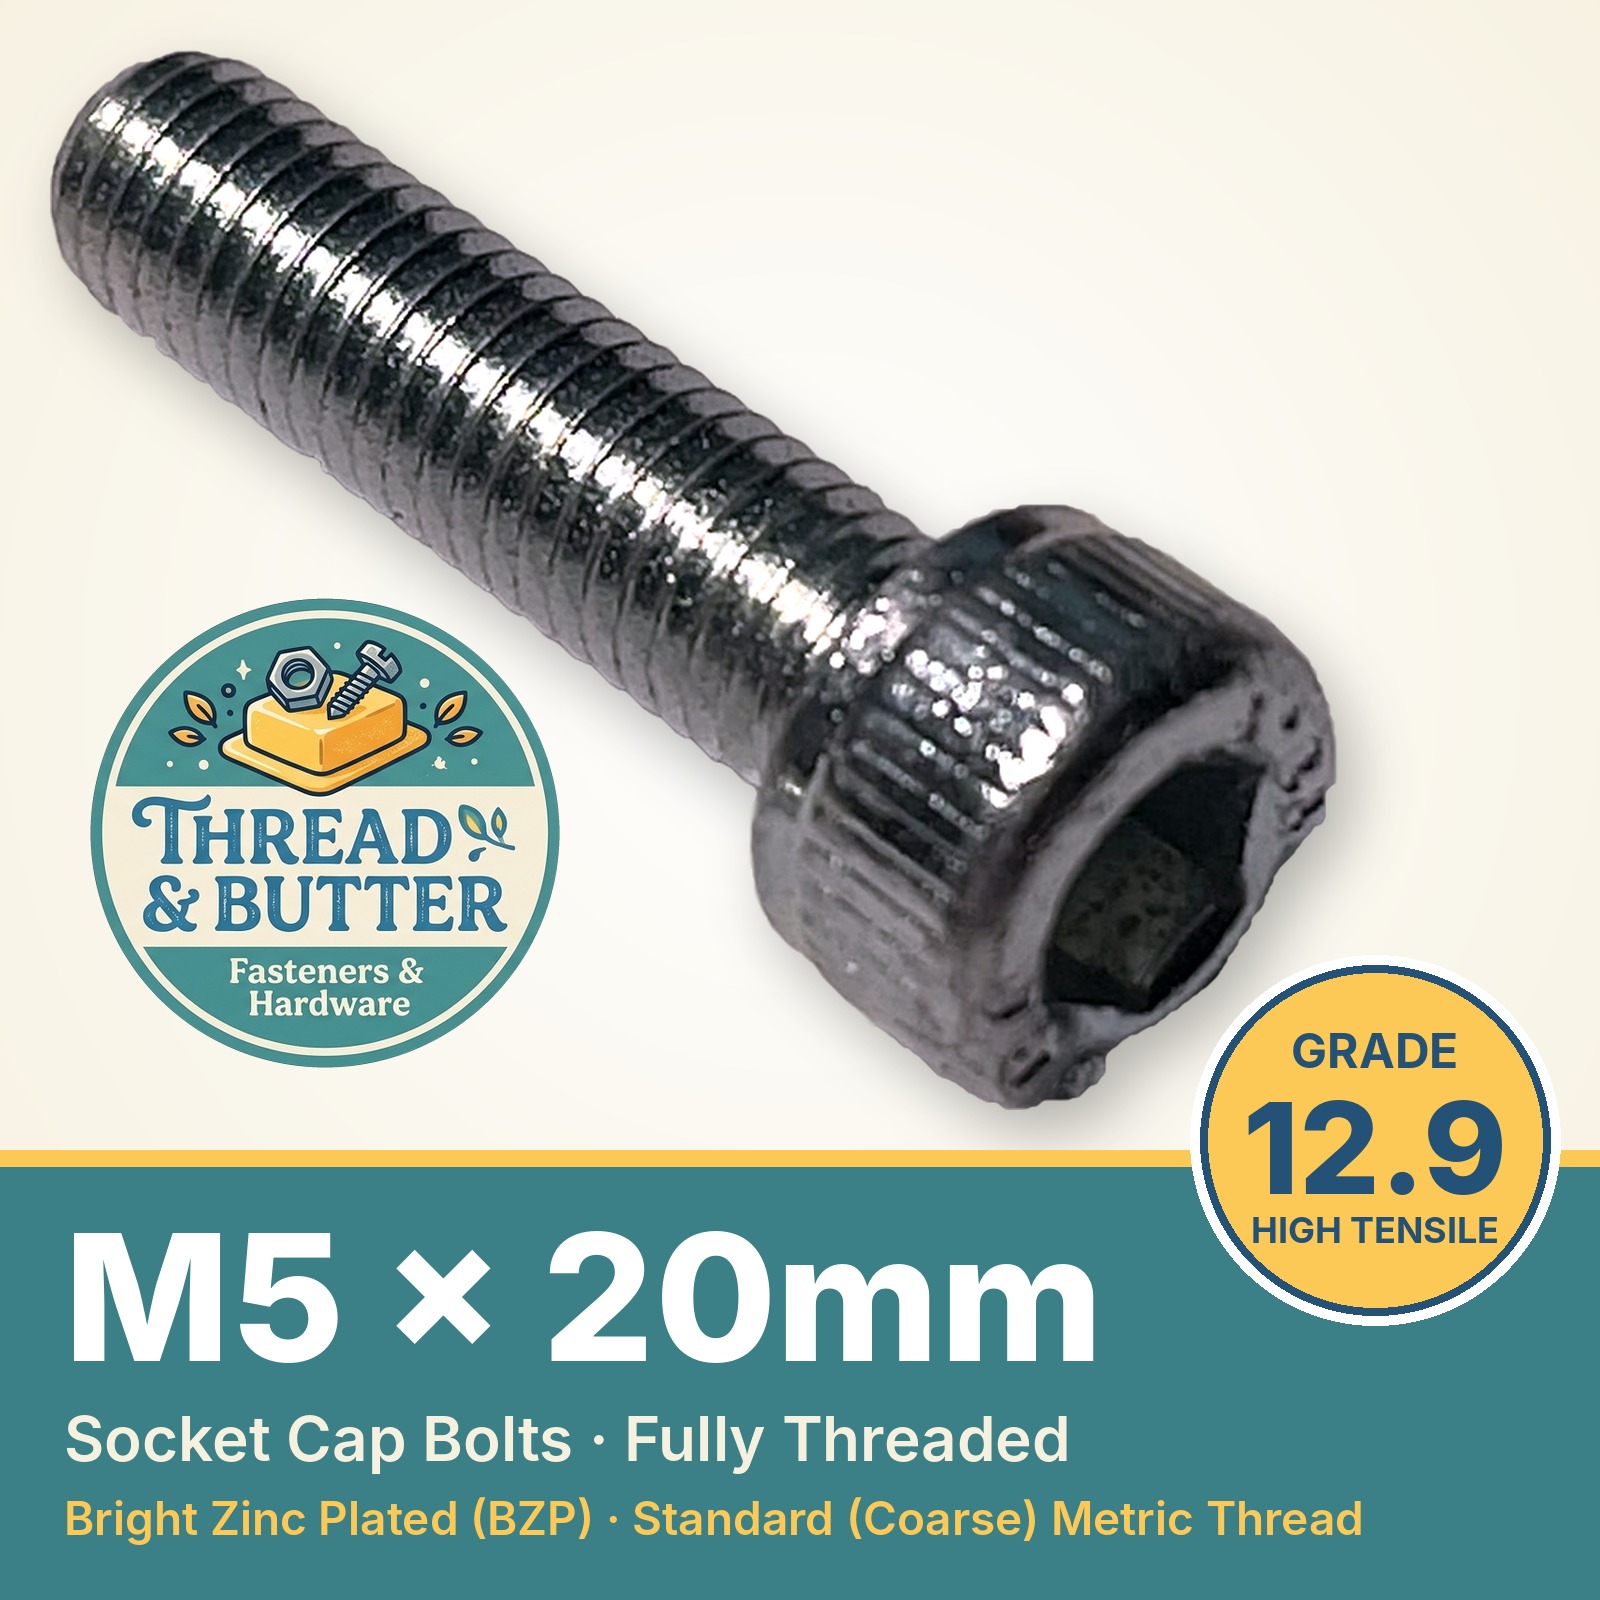 THREAD
& BUTTER
Fasteners &
Hardware
GRADE
12.9
HIGH TENSILE
M5 × 20mm
Socket Cap Bolts · Fully Threaded
Bright Zinc Plated (BZP) · Standard (Coarse) Metric Thread